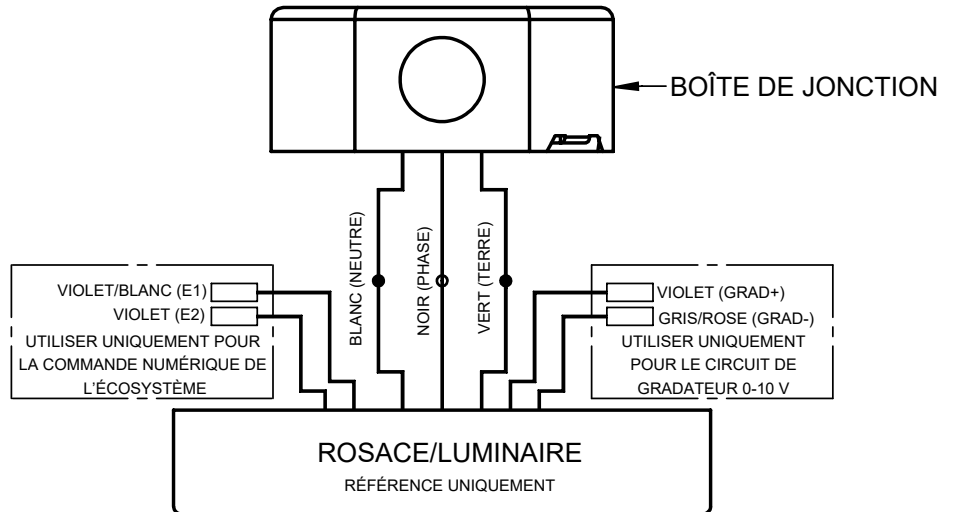 BOÎTE DE JONCTION
BLANC (NEUTRE)
NOIR (PHASE)
VERT (TERRE)
VIOLET/BLANC (E1)
VIOLET (E2)
UTILISER UNIQUEMENT POUR
LA COMMANDE NUMÉRIQUE DE
L'ÉCOSYSTÈME
VIOLET (GRAD+)
GRIS/ROSE (GRAD-)
UTILISER UNIQUEMENT
POUR LE CIRCUIT DE
GRADATEUR 0-10 V
ROSACE/LUMINAIRE
RÉFÉRENCE UNIQUEMENT